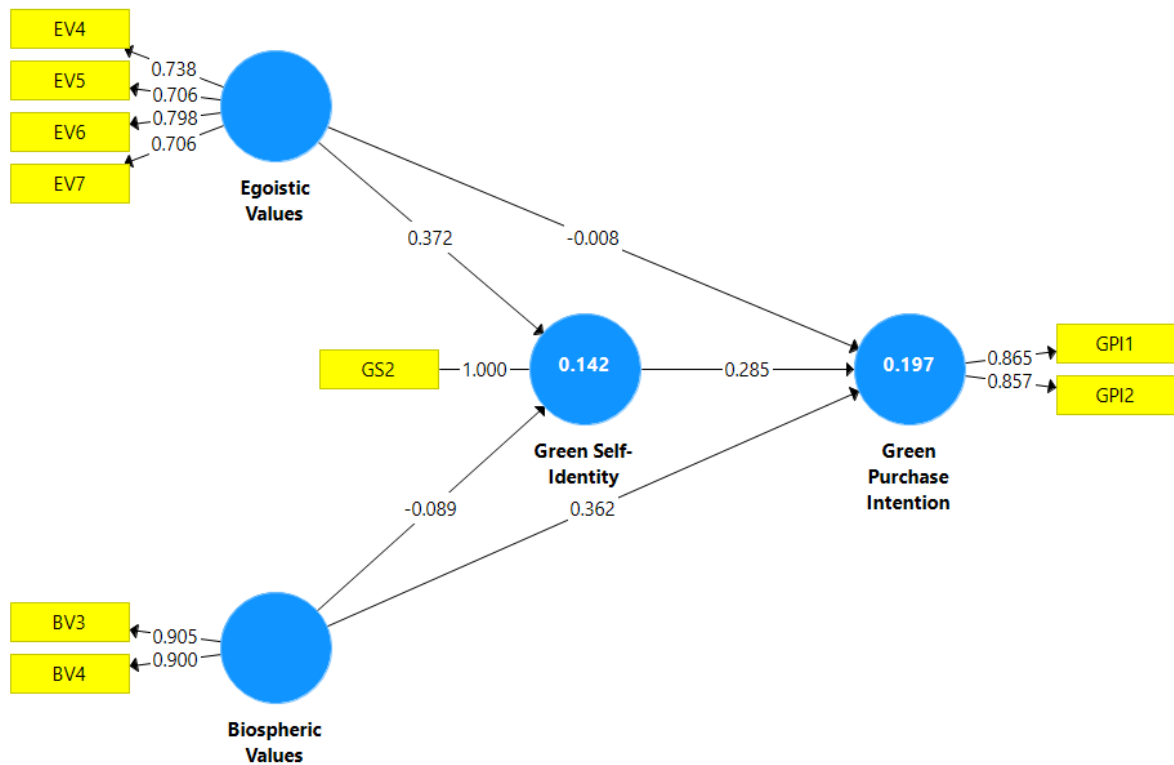 EV4
0.738
EV5
0.706
EV6
0.798
EV7
0.706
Egoistic
Values
0.372
-0.008
GS2
1.000
0.142
Green Self-
Identity
0.285
0.197
Green
Purchase
Intention
0.865
GPI1
0.857
GPI2
-0.089
0.362
BV3
0.905
BV4
0.900
Biospheric
Values